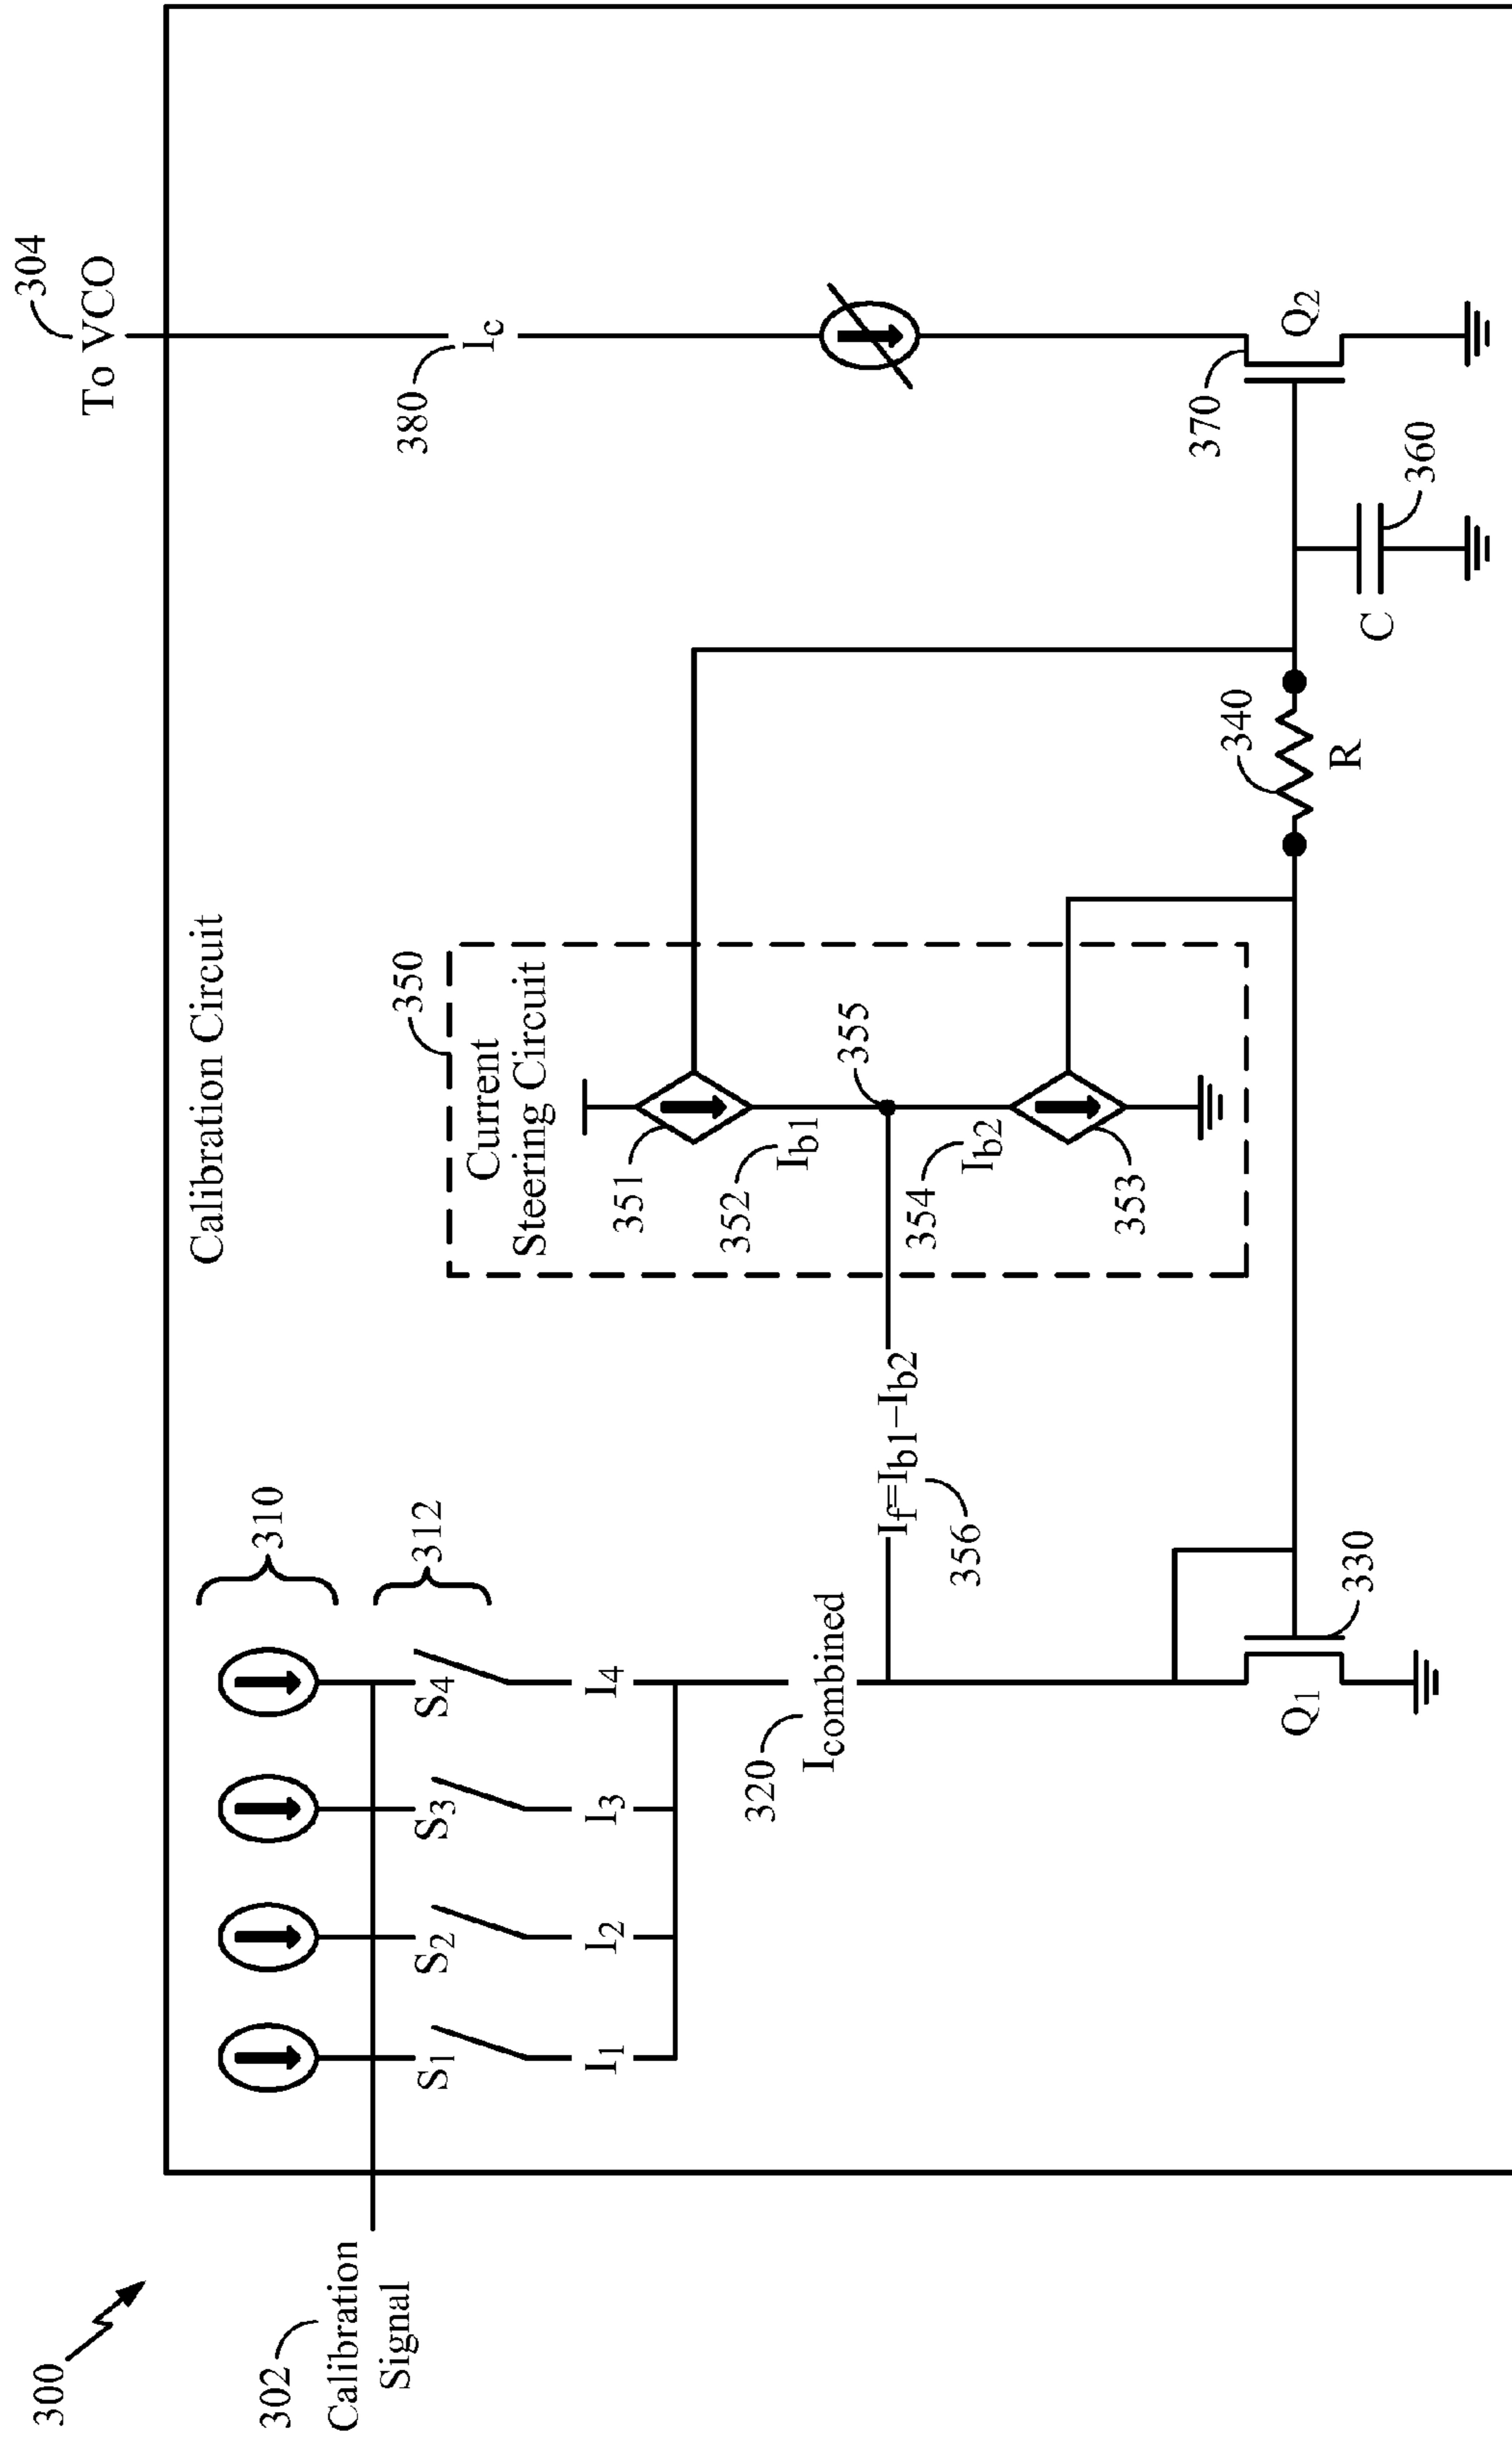 300
302
Calibration
Signal
304
To VCO
Calibration Circuit
310
312
S1
S2
S3
S4
I1
I2
I3
I4
320
Icombined
If=Ib1−Ib2
356
350
Current
Steering Circuit
351
352
Ib1
355
354
Ib2
353
380
Ic
340
R
370
Q2
360
C
Q1
330